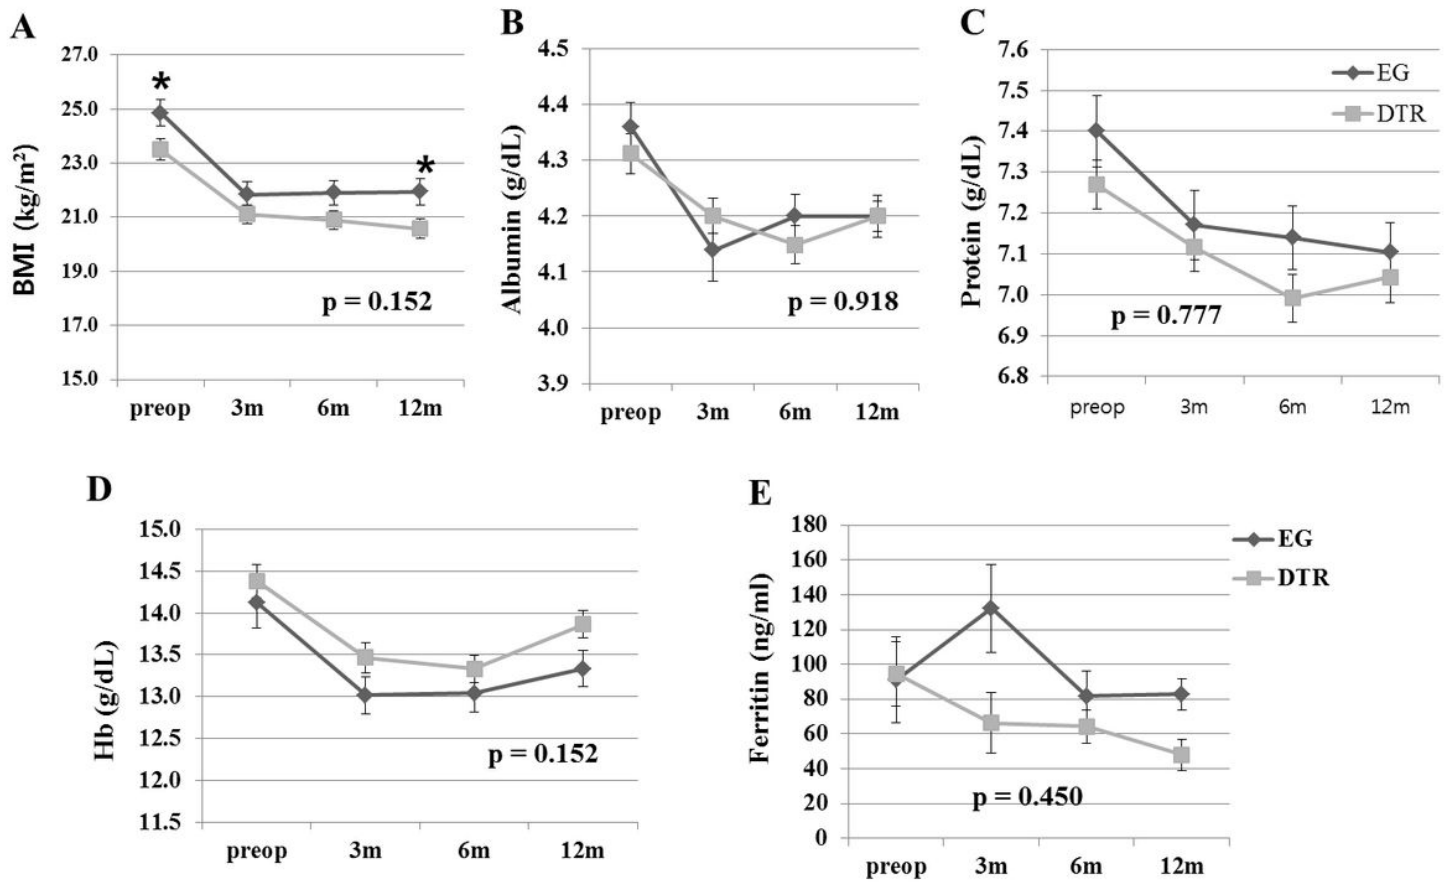 A
BMI (kg/m²)
27.0
25.0
23.0
21.0
19.0
17.0
15.0
*
*
p = 0.152
preop 3m 6m 12m
B
Albumin (g/dL)
4.5
4.4
4.3
4.2
4.1
4.0
3.9
p = 0.918
preop 3m 6m 12m
C
Protein (g/dL)
7.6
7.5
7.4
7.3
7.2
7.1
7.0
6.9
6.8
EG
DTR
p = 0.777
preop 3m 6m 12m
D
Hb (g/dL)
15.0
14.5
14.0
13.5
13.0
12.5
12.0
11.5
p = 0.152
preop 3m 6m 12m
E
Ferritin (ng/ml)
180
160
140
120
100
80
60
40
20
0
EG
DTR
p = 0.450
preop 3m 6m 12m